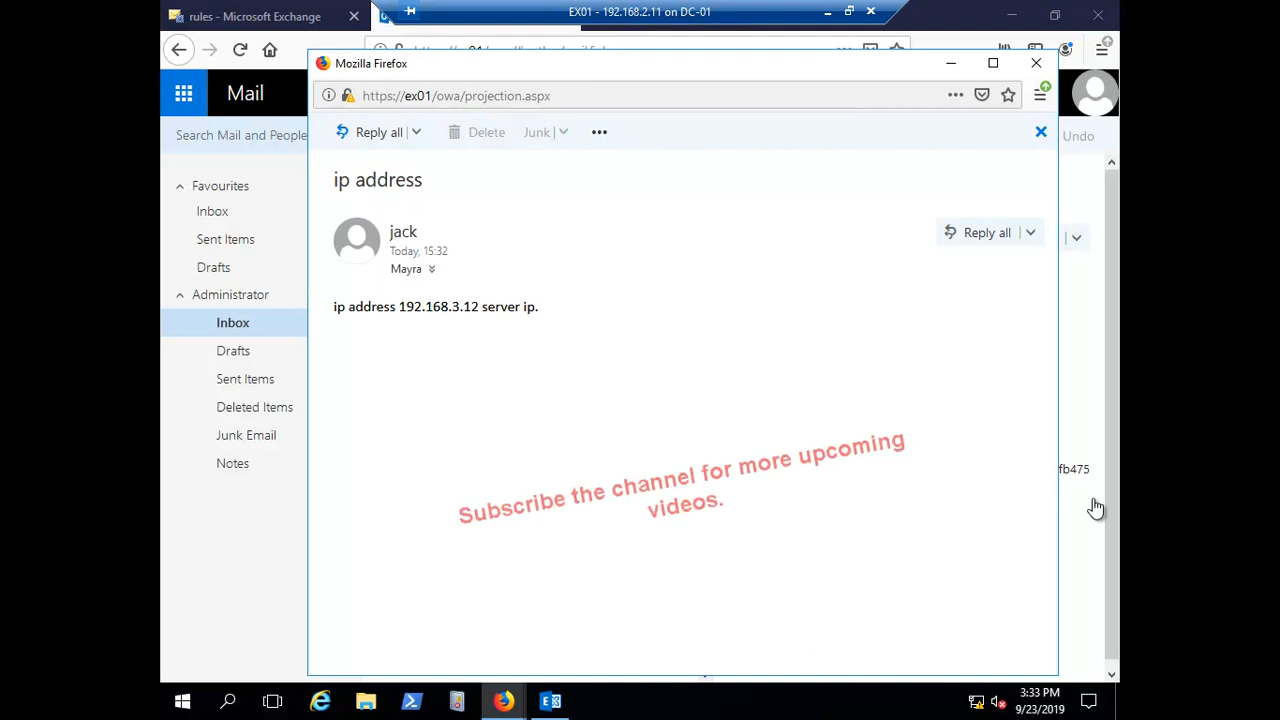 rules - Microsoft Exchange
EX01 - 192.168.2.11 on DC-01
Mozilla Firefox
Mail
https://ex01/owa/projection.aspx
Search Mail and People
Reply all
Delete
Junk
Undo
ip address
Favourites
Inbox
Sent Items
Drafts
Administrator
Inbox
Drafts
Sent Items
Deleted Items
Junk Email
Notes
jack
Today, 15:32
Mayra
Reply all
ip address 192.168.3.12 server ip.
Subscribe the channel for more upcoming
videos.
fb475
3:33 PM
9/23/2019